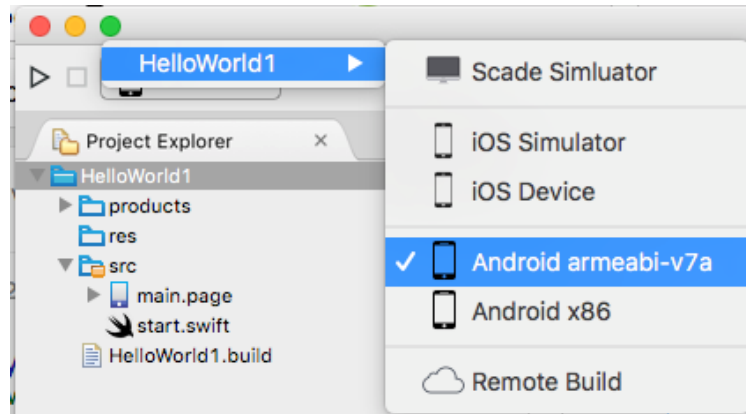 HelloWorld1
Scade Simluator
iOS Simulator
iOS Device
Android armeabi-v7a
Android x86
Remote Build
Project Explorer
HelloWorld1
products
res
src
main.page
start.swift
HelloWorld1.build